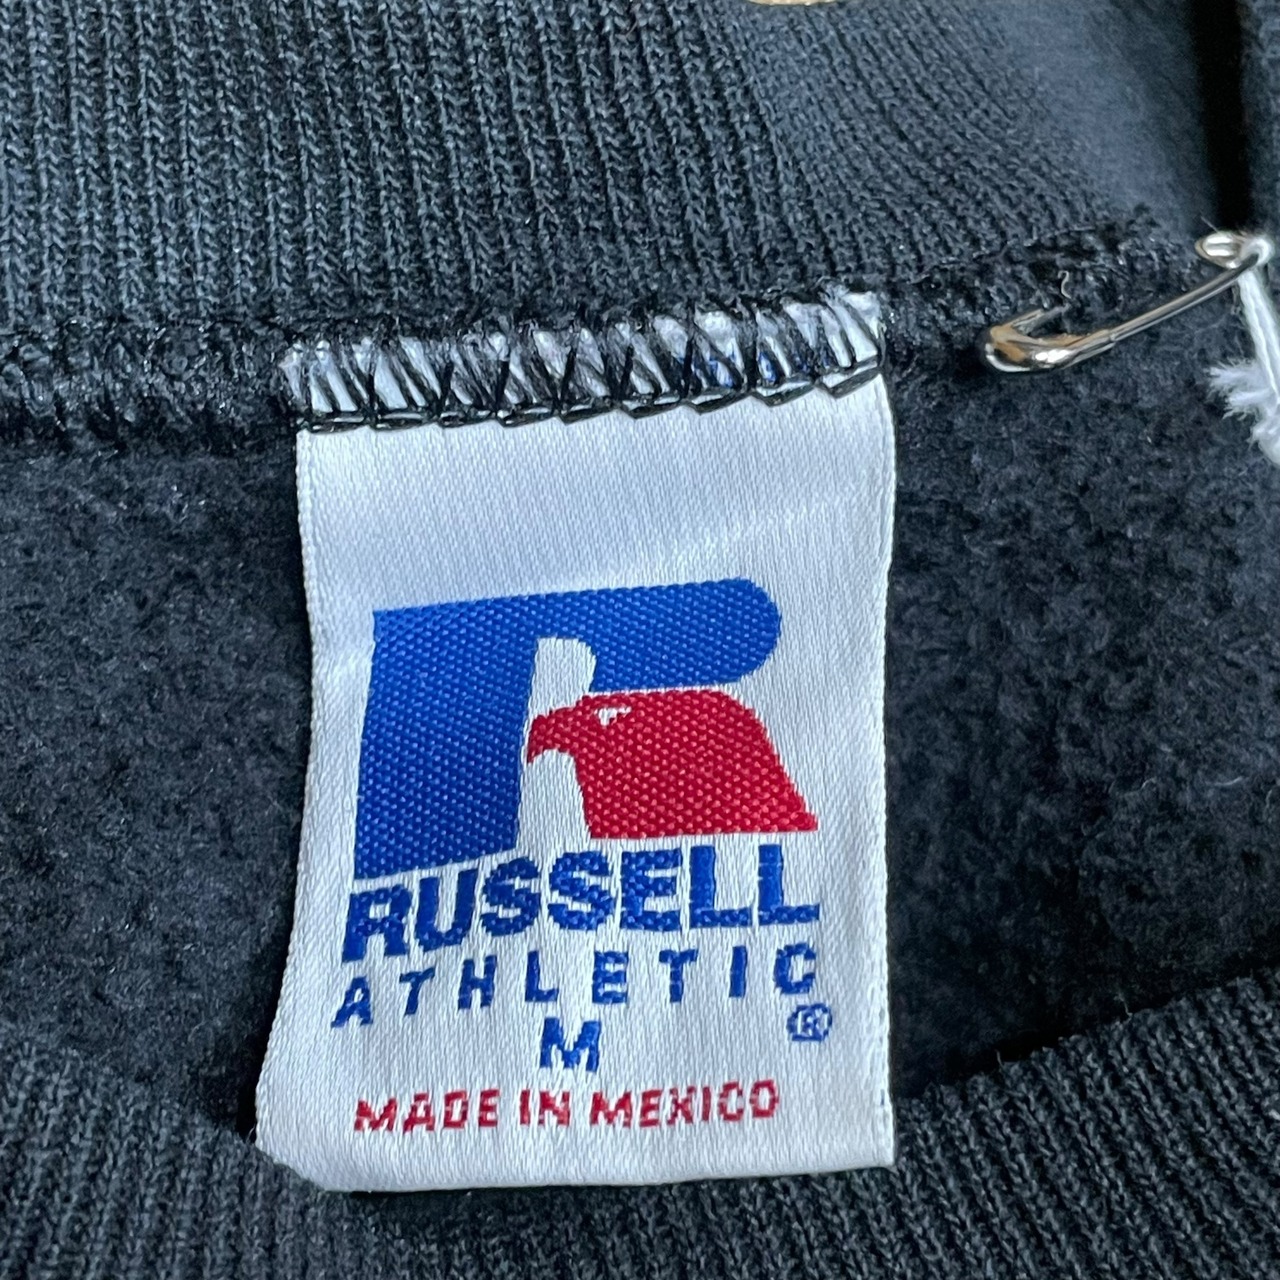 RUSSELL
ATHLETIC
®
M
MADE IN MEXICO